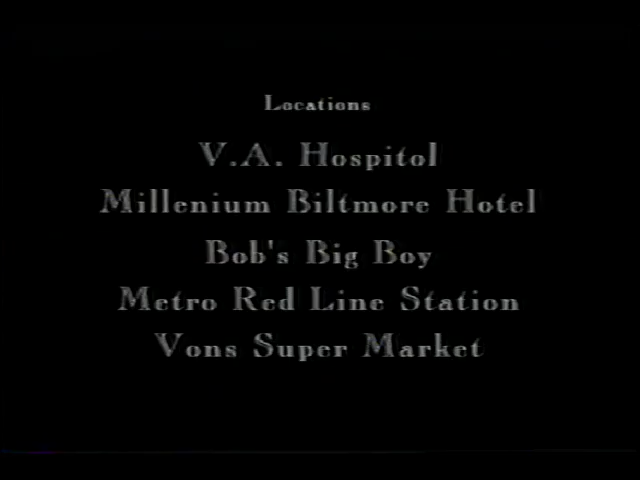 Locations
V.A. Hospitol
Millenium Biltmore Hotel
Bob's Big Boy
Metro Red Line Station
Vons Super Market